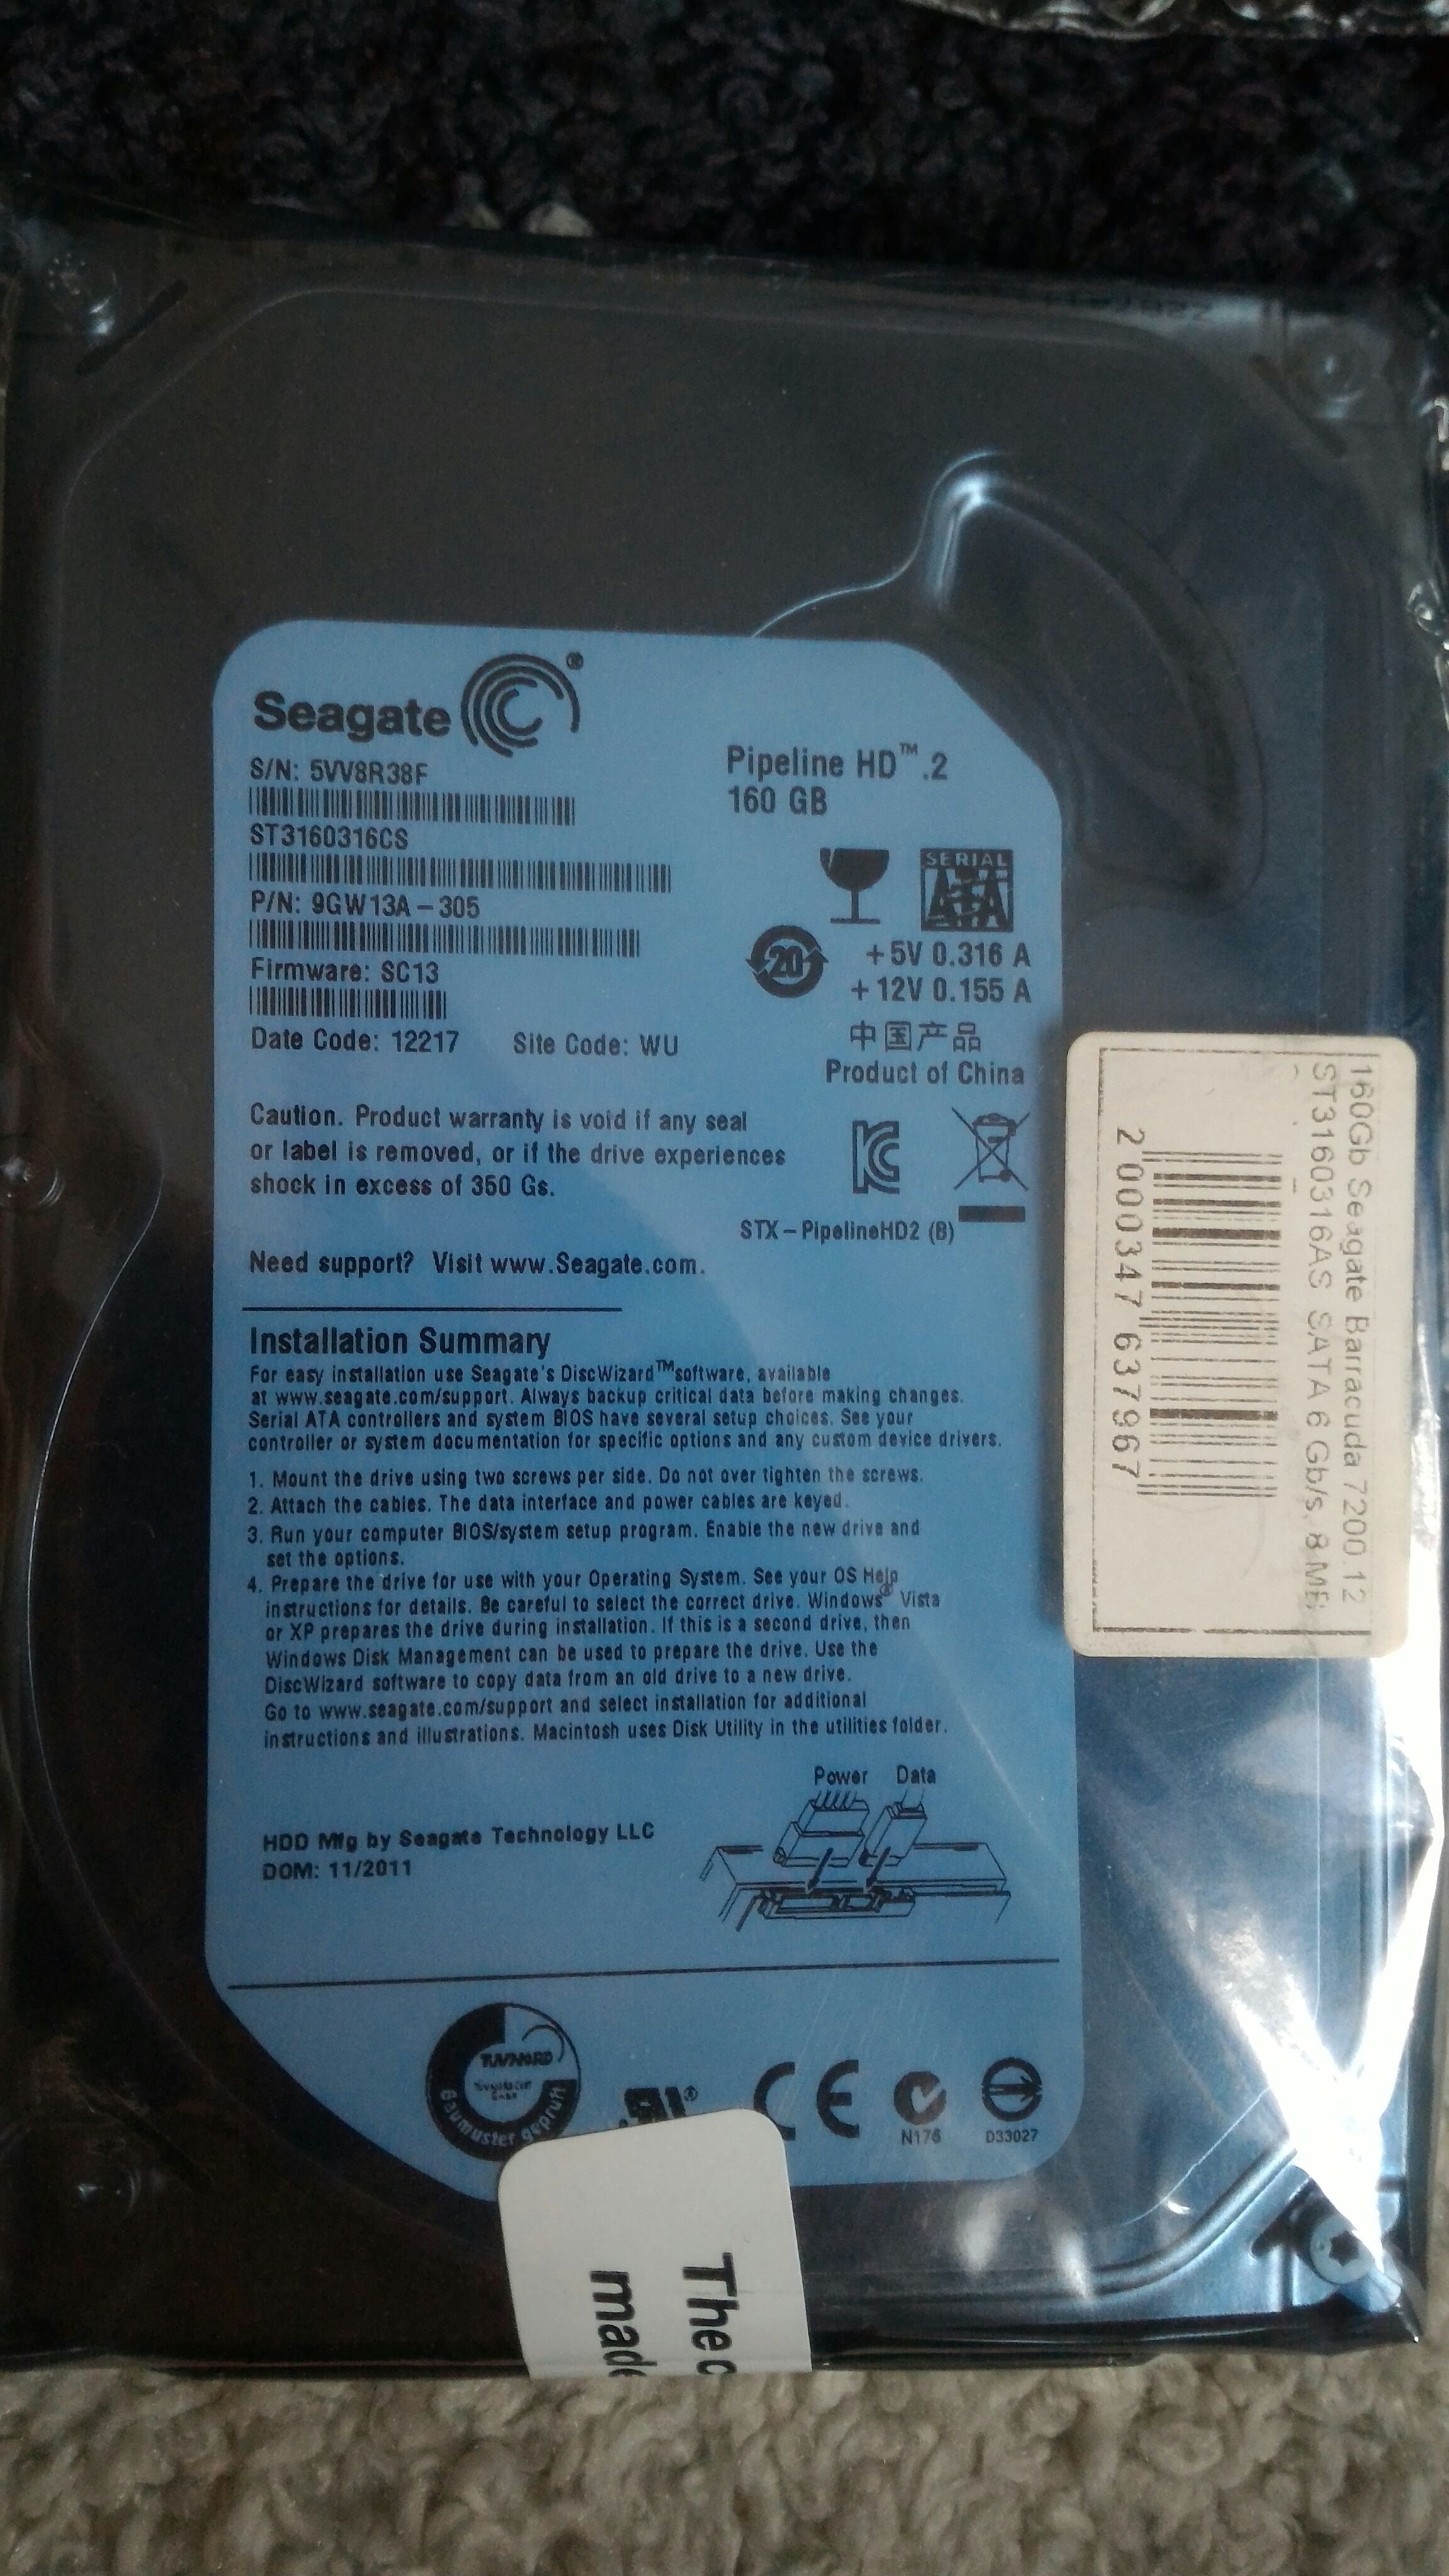 Seagate®
S/N: 5VV8R38F
ST3160316CS
P/N: 9GW13A-305
Firmware: SC13
Date Code: 12217 Site Code: WU
Pipeline HD™.2
160 GB
SERIAL
ATA
20
+5V 0.316 A
+12V 0.155 A
中国产品
Product of China
Caution. Product warranty is void if any seal
or label is removed, or if the drive experiences
shock in excess of 350 Gs.
STX-PipelineHD2 (B)
Need support? Visit www.Seagate.com.
Installation Summary
For easy installation use Seagate's DiscWizard™software, available
at www.seagate.com/support. Always backup critical data before making changes.
Serial ATA controllers and system BIOS have several setup choices. See your
controller or system documentation for specific options and any custom device drivers.
1. Mount the drive using two screws per side. Do not over tighten the screws.
2. Attach the cables. The data interface and power cables are keyed.
3. Run your computer BIOS/system setup program. Enable the new drive and
set the options.
4. Prepare the drive for use with your Operating System. See your OS Help
instructions for details. Be careful to select the correct drive. Windows® Vista
or XP prepares the drive during installation. If this is a second drive, then
Windows Disk Management can be used to prepare the drive. Use the
DiscWizard software to copy data from an old drive to a new drive.
Go to www.seagate.com/support and select installation for additional
instructions and illustrations. Macintosh uses Disk Utility in the utilities folder.
Power Data
HDD Mfg by Seagate Technology LLC
DOM: 11/2011
TUV NORD
Baumuster geprüft
CE
N176
D33027
160Gb Seagate Barracuda 7200.12
ST3160316AS SATA 6 Gb/s, 8
2 000347 637967
The